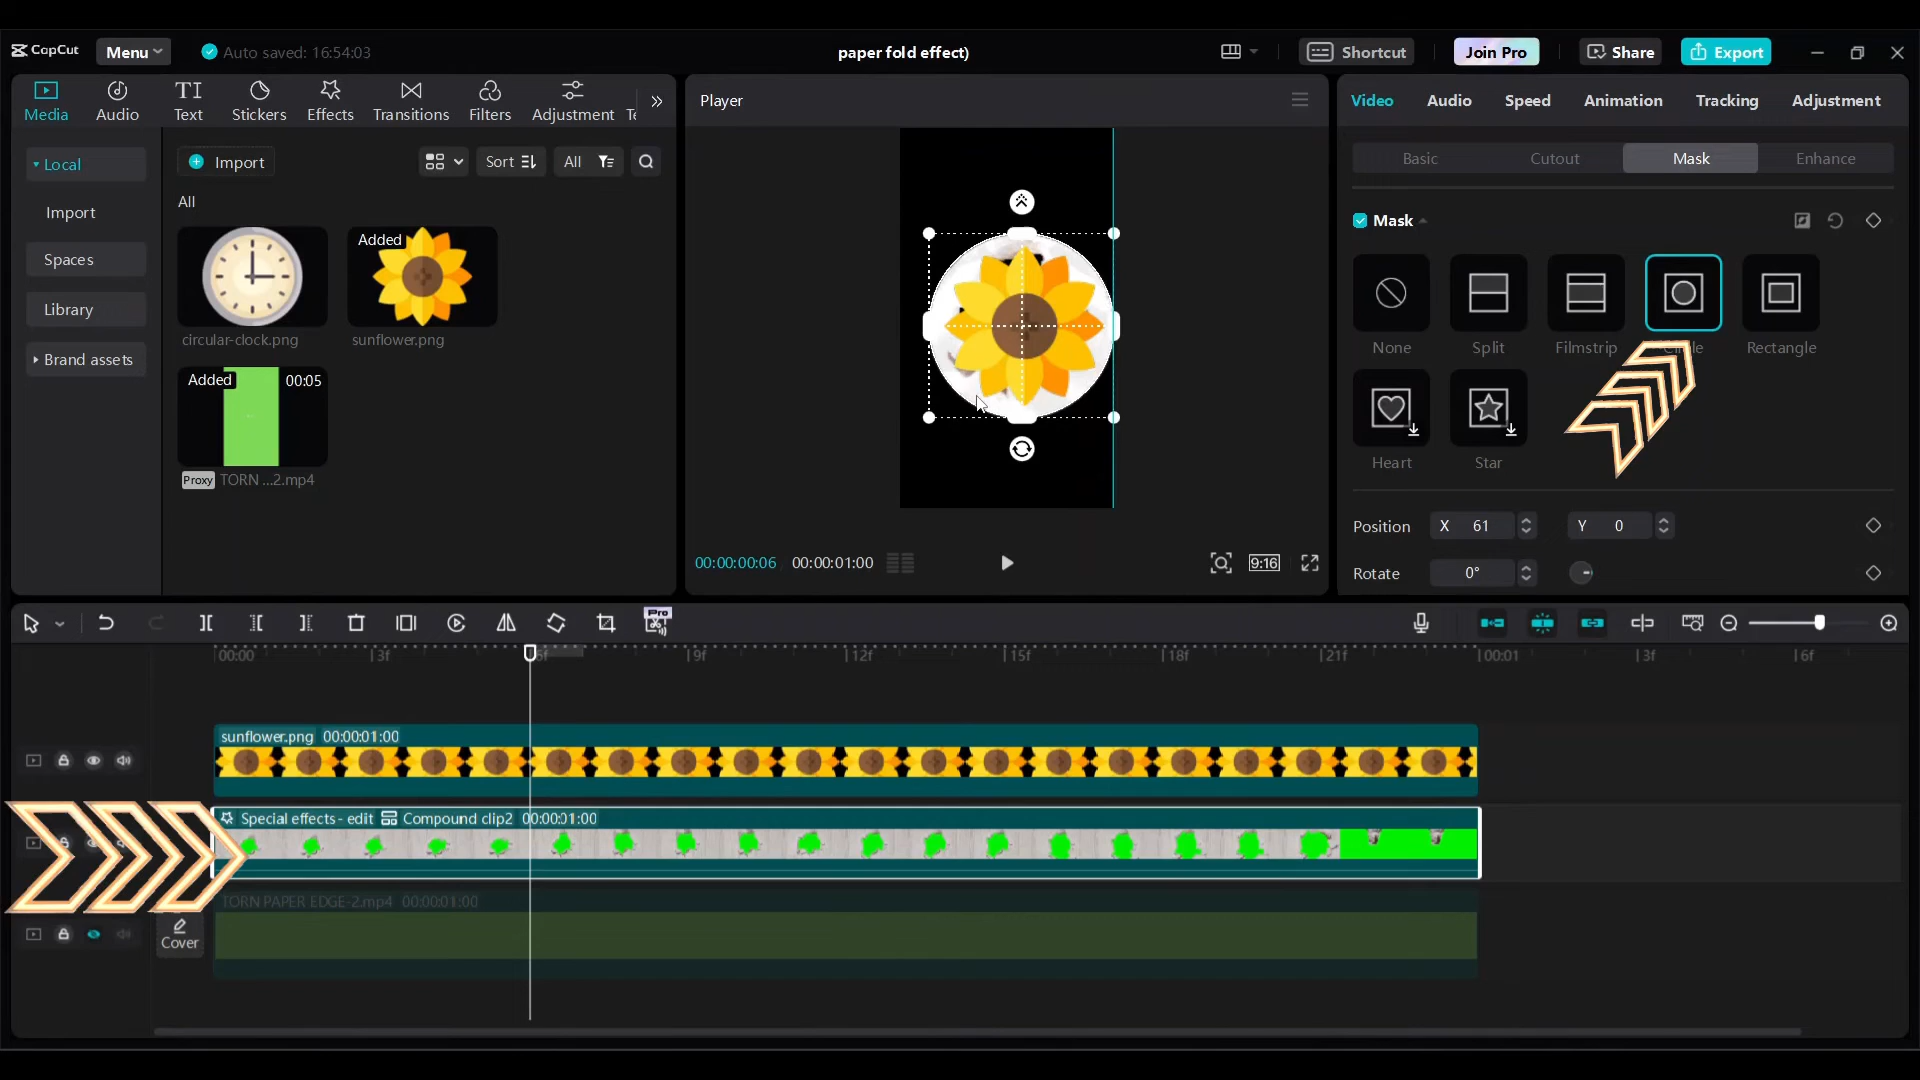 CapCut
Menu
Auto saved: 16:54:03
paper fold effect)
Shortcut
Join Pro
Share
Export
Media
Audio
Text
Stickers
Effects
Transitions
Filters
Adjustment
Local
Import
Spaces
Library
Brand assets
Import
Sort
All
All
Added
circular-clock.png
sunflower.png
Added
00:05
Proxy
TORN ...2.mp4
Player
00:00:00:06
00:00:01:00
9:16
Video
Audio
Speed
Animation
Tracking
Adjustment
Basic
Cutout
Mask
Enhance
Mask
None
Split
Filmstrip
Circle
Rectangle
Heart
Star
Position
X 61
Y 0
Rotate
0°
Pro
00:00
3f
6f
9f
12f
15f
18f
21f
00:01
3f
6f
sunflower.png 00:00:01:00
Special effects - edit
Compound clip2 00:00:01:00
TORN PAPER EDGE-2.mp4 00:00:01:00
Cover